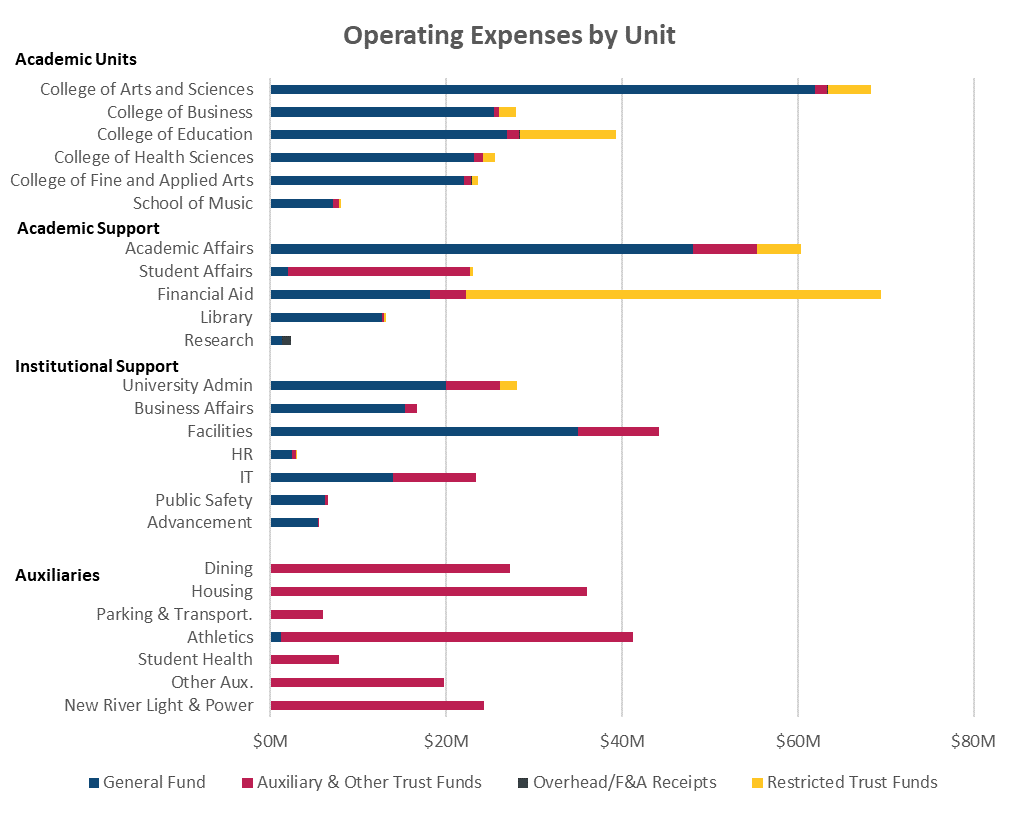 Operating Expenses by Unit
Academic Units
College of Arts and Sciences
College of Business
College of Education
College of Health Sciences
College of Fine and Applied Arts
School of Music
Academic Support
Academic Affairs
Student Affairs
Financial Aid
Library
Research
Institutional Support
University Admin
Business Affairs
Facilities
HR
IT
Public Safety
Advancement
Dining
Auxiliaries
Housing
Parking & Transport.
Athletics
Student Health
Other Aux.
New River Light & Power
$0M $20M $40M $60M $80M
General Fund Auxiliary & Other Trust Funds Overhead/F&A Receipts Restricted Trust Funds